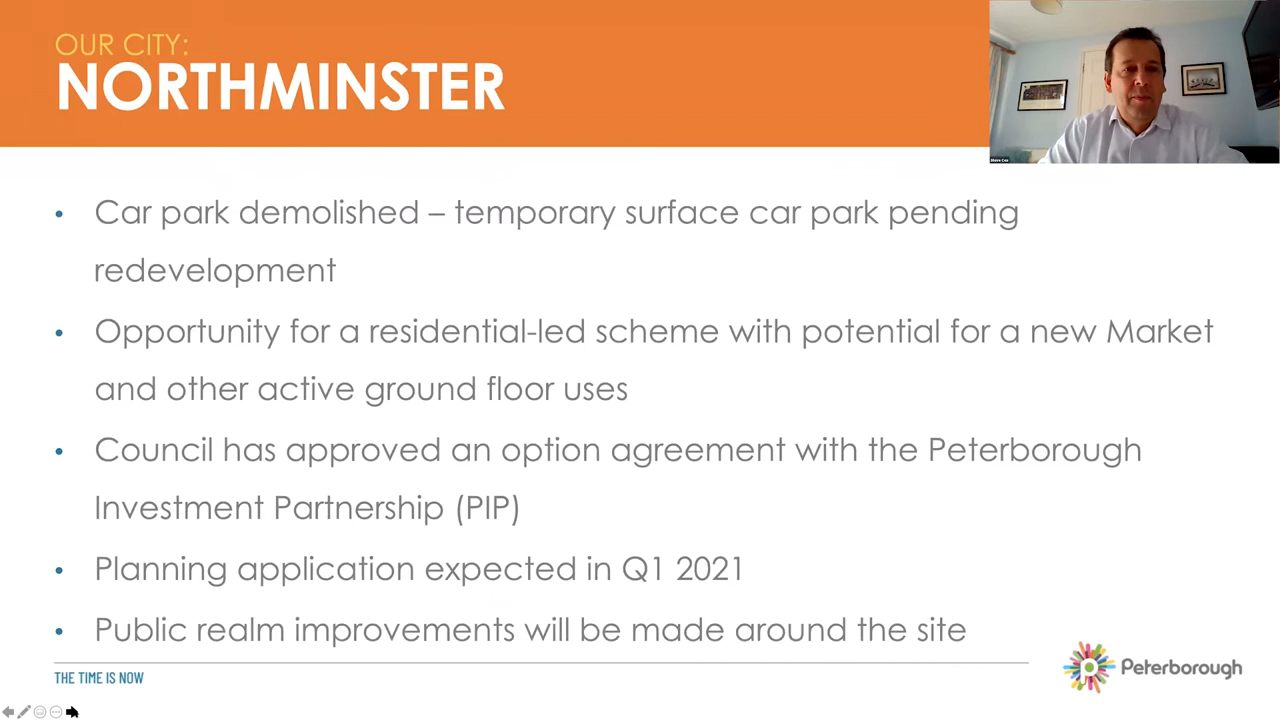 OUR CITY:
NORTHMINSTER
Steve Cox
• Car park demolished – temporary surface car park pending
redevelopment
• Opportunity for a residential-led scheme with potential for a new Market
and other active ground floor uses
• Council has approved an option agreement with the Peterborough
Investment Partnership (PIP)
• Planning application expected in Q1 2021
• Public realm improvements will be made around the site
THE TIME IS NOW
p Peterborough